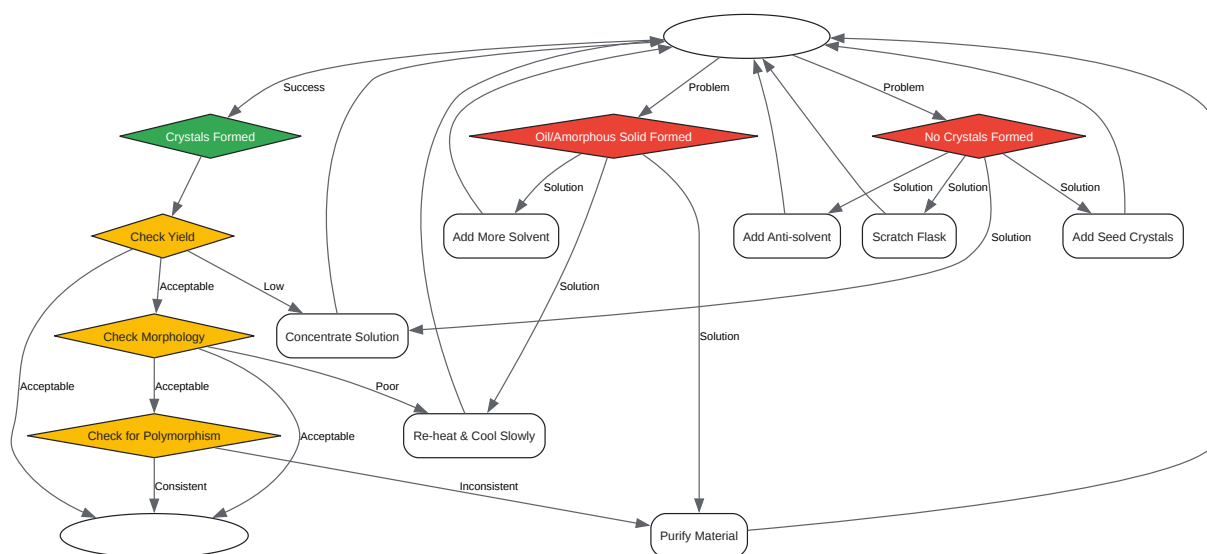 Success
Problem
Problem
Crystals Formed
Oil/Amorphous Solid Formed
No Crystals Formed
Solution
Solution
Solution
Solution
Check Yield
Add More Solvent
Add Anti-solvent
Scratch Flask
Add Seed Crystals
Solution
Acceptable
Low
Solution
Check Morphology
Concentrate Solution
Solution
Acceptable
Acceptable
Poor
Check for Polymorphism
Acceptable
Re-heat & Cool Slowly
Consistent
Inconsistent
Purify Material